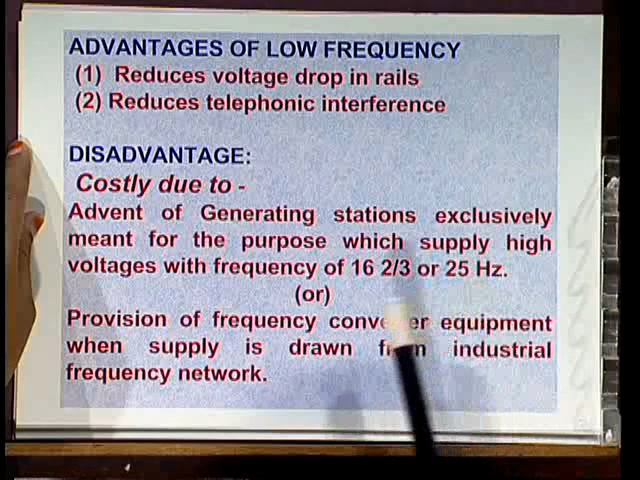 ADVANTAGES OF LOW FREQUENCY
(1) Reduces voltage drop in rails
(2) Reduces telephonic interference
DISADVANTAGE:
Costly due to -
Advent of Generating stations exclusively
meant for the purpose which supply high
voltages with frequency of 16 2/3 or 25 Hz.
(or)
Provision of frequency equipment
when supply is drawn industrial
frequency network.